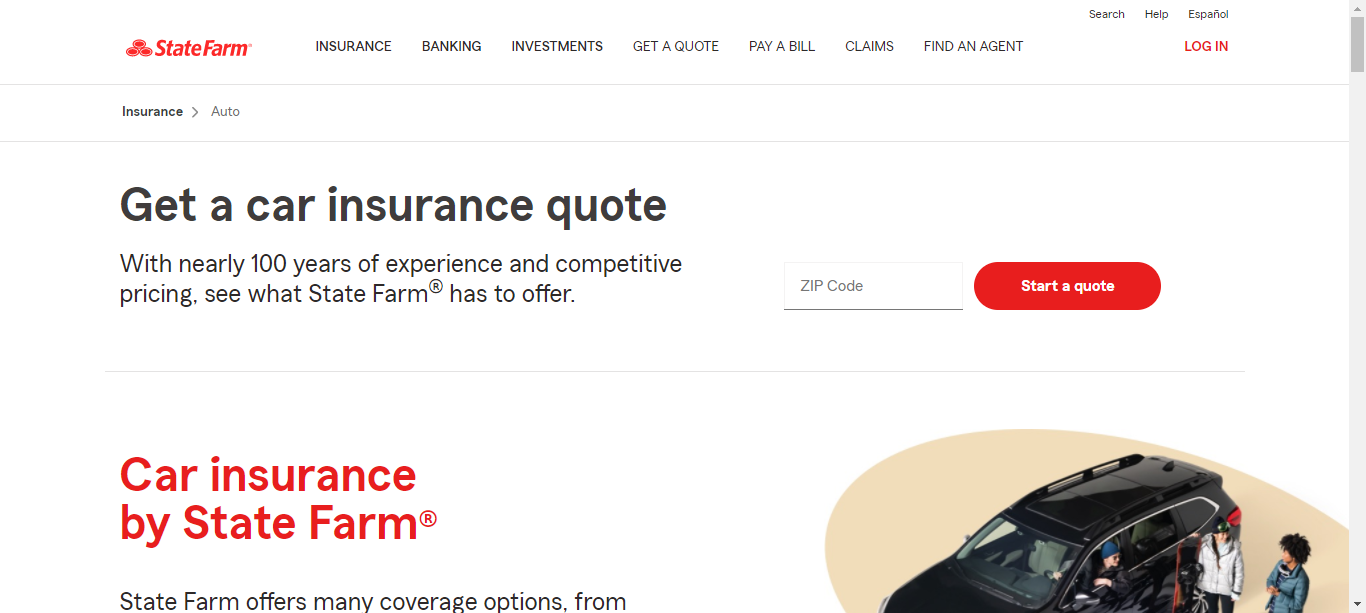 Search Help Español
State Farm® INSURANCE BANKING INVESTMENTS GET A QUOTE PAY A BILL CLAIMS FIND AN AGENT LOG IN
Insurance Auto
Get a car insurance quote
With nearly 100 years of experience and competitive
pricing, see what State Farm® has to offer.
ZIP Code Start a quote
Car insurance
by State Farm®
State Farm offers many coverage options, from